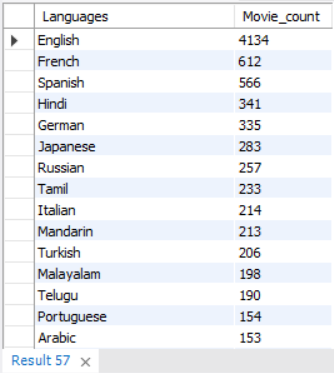 Languages Movie_count
English 4134
French 612
Spanish 566
Hindi 341
German 335
Japanese 283
Russian 257
Tamil 233
Italian 214
Mandarin 213
Turkish 206
Malayalam 198
Telugu 190
Portuguese 154
Arabic 153
Result 57 ×